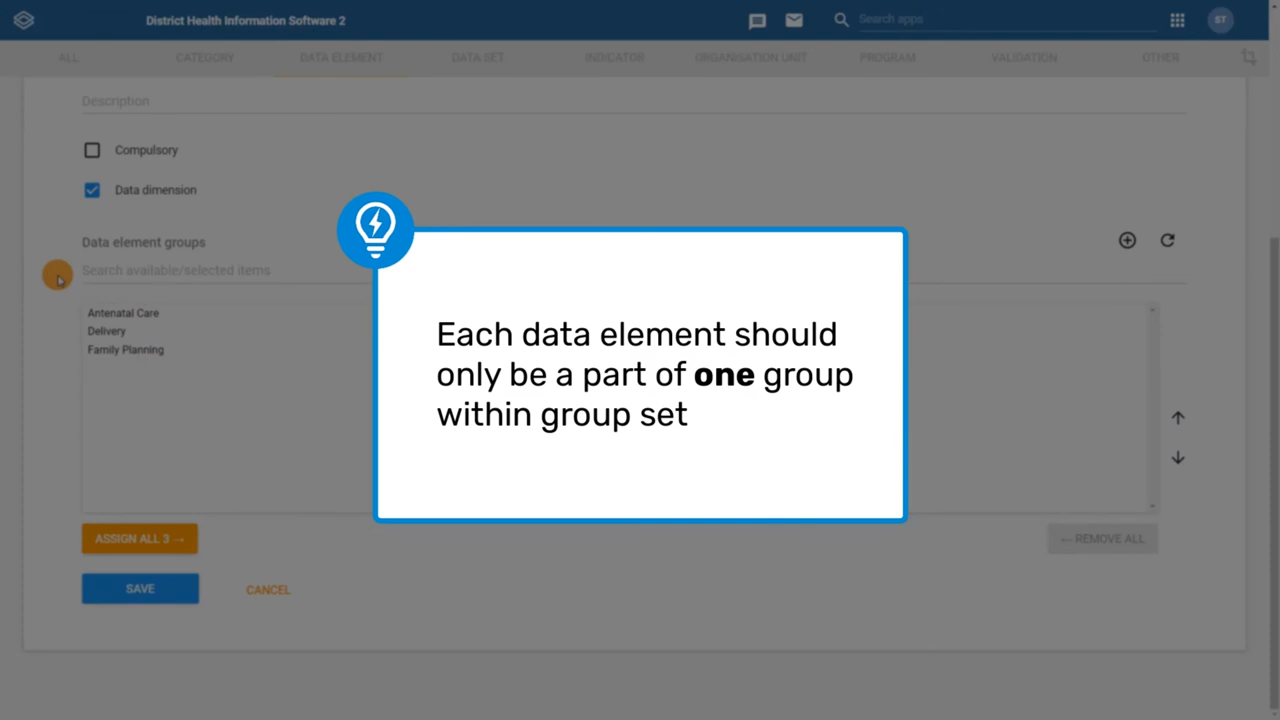 District Health Information Software 2
Search apps
ST
ALL
CATEGORY
DATA ELEMENT
DATA SET
INDICATOR
ORGANISATION UNIT
PROGRAM
VALIDATION
OTHER
Description
Compulsory
Data dimension
Data element groups
Search available/selected items
Antenatal Care
Delivery
Family Planning
Each data element should
only be a part of one group
within group set
ASSIGN ALL 3 →
← REMOVE ALL
SAVE
CANCEL